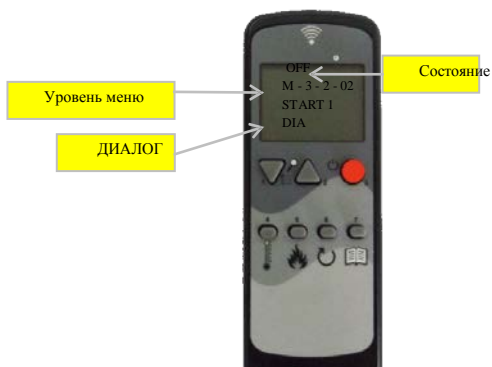 OFF
Состояние
M - 3 - 2 - 02
Уровень меню
START 1
DIA
ДИАЛОГ